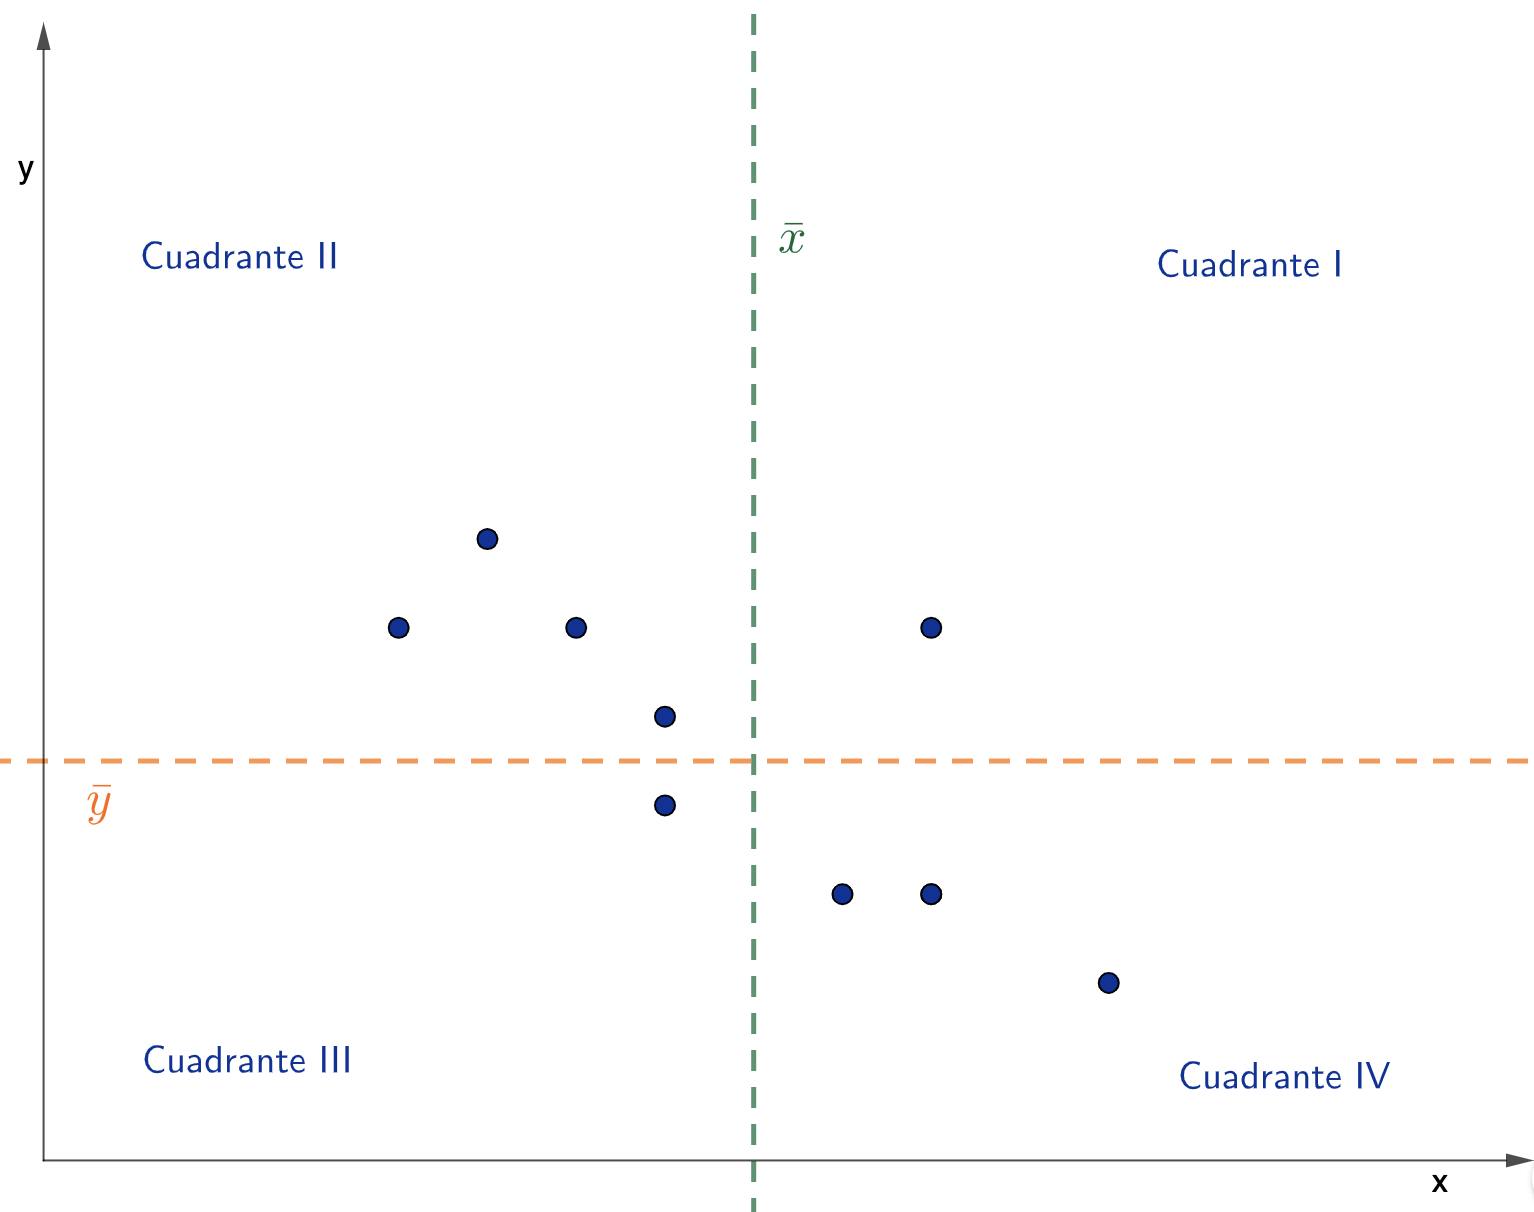 y
x̄
Cuadrante II
Cuadrante I
ȳ
Cuadrante III
Cuadrante IV
x